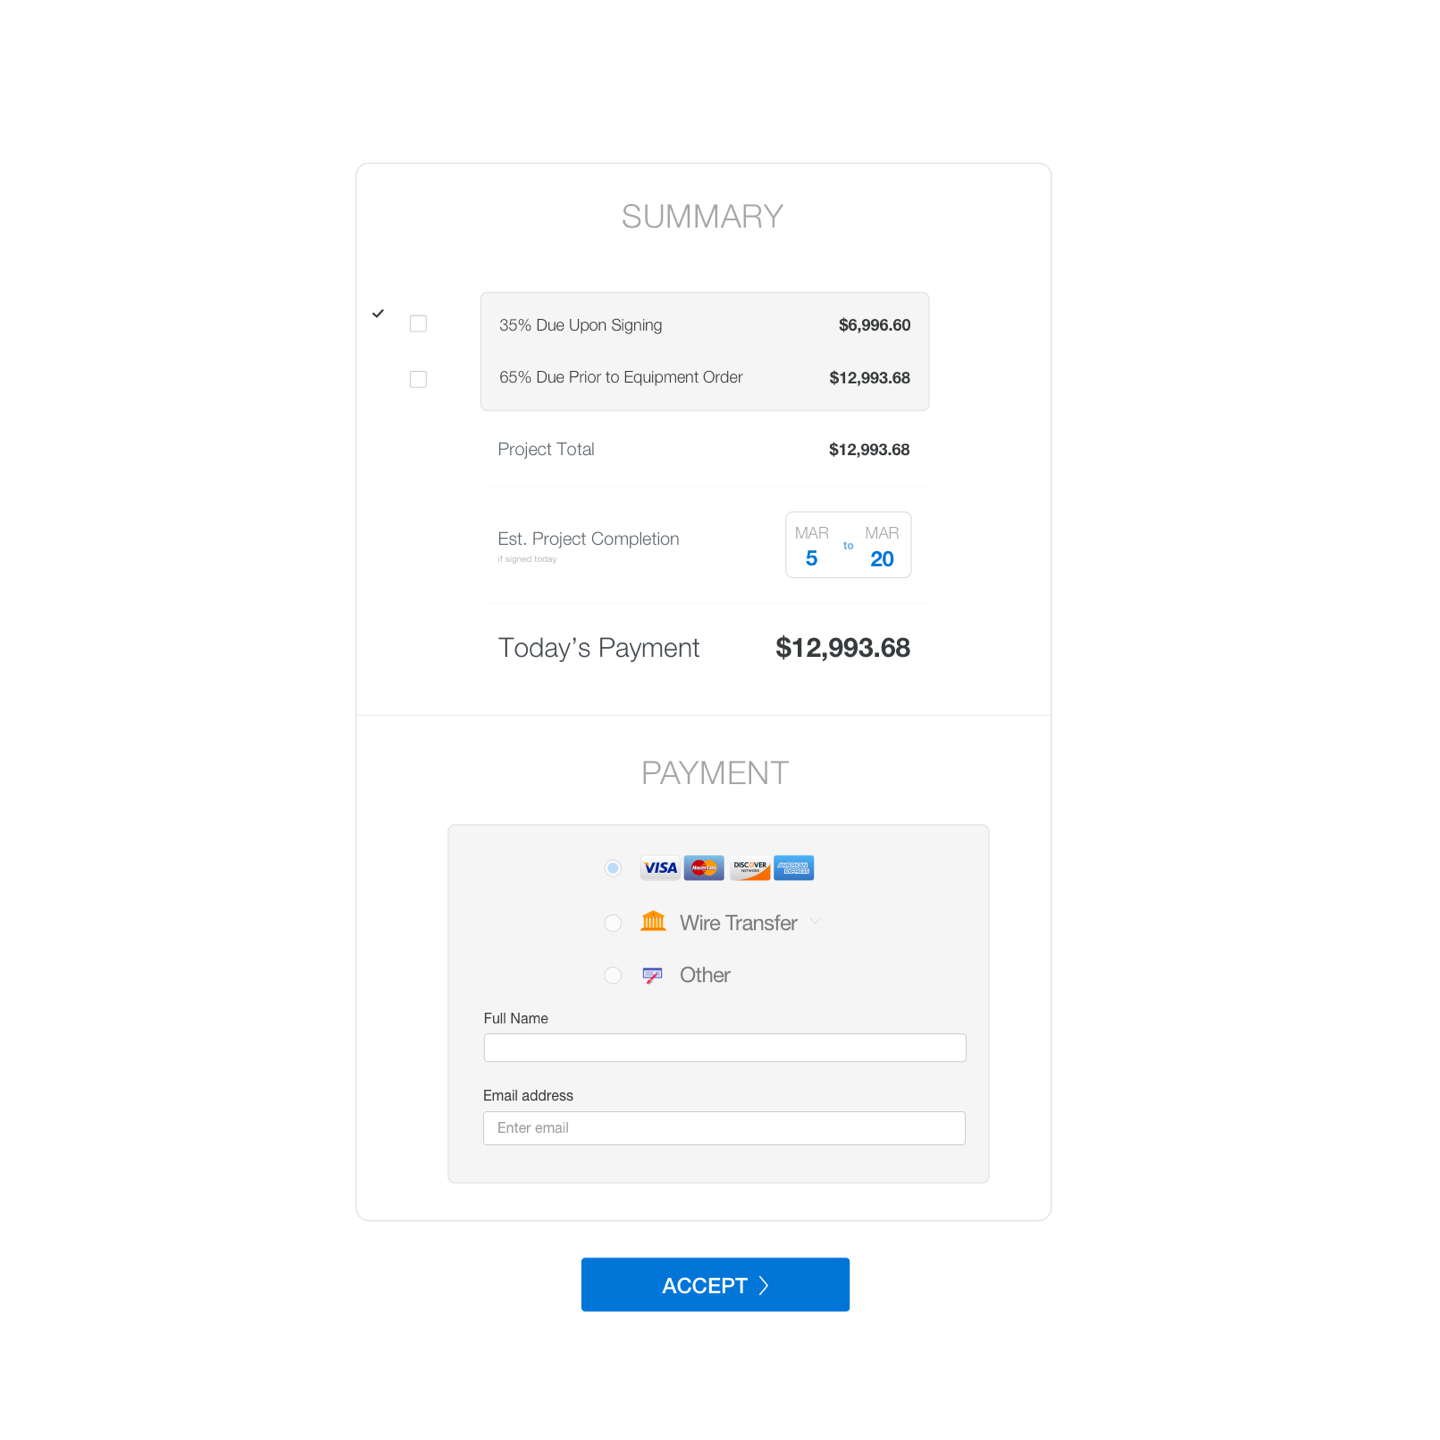 SUMMARY
35% Due Upon Signing $6,996.60
65% Due Prior to Equipment Order $12,993.68
Project Total $12,993.68
Est. Project Completion
if signed today
MAR to MAR
5 20
Today’s Payment $12,993.68
PAYMENT
VISA MasterCard DISCOVER NETWORK AMERICAN EXPRESS
Wire Transfer
Other
Full Name
Email address
Enter email
ACCEPT